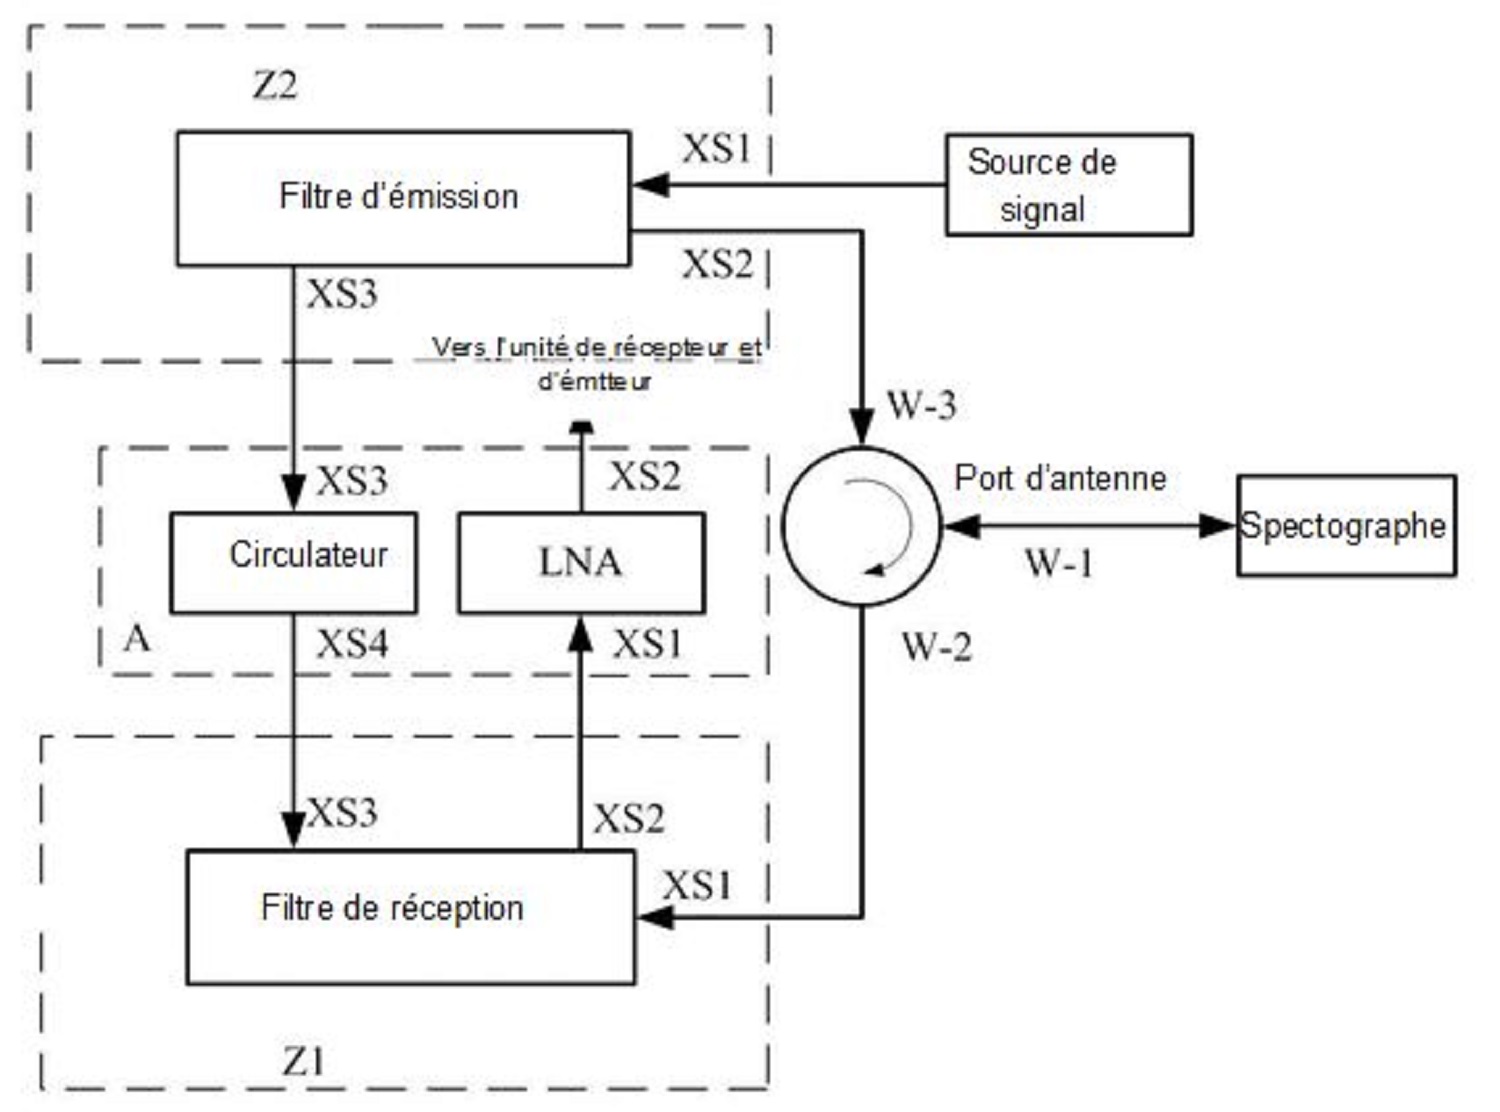 Z2
XS1
Source de
signal
Filtre d'émission
XS2
XS3
Vers l'unité de récepteur et
d'émtteur
W-3
XS3
XS2
Port d'antenne
Circulateur
LNA
Spectographe
W-1
A
XS4
XS1
W-2
XS3
XS2
XS1
Filtre de réception
Z1